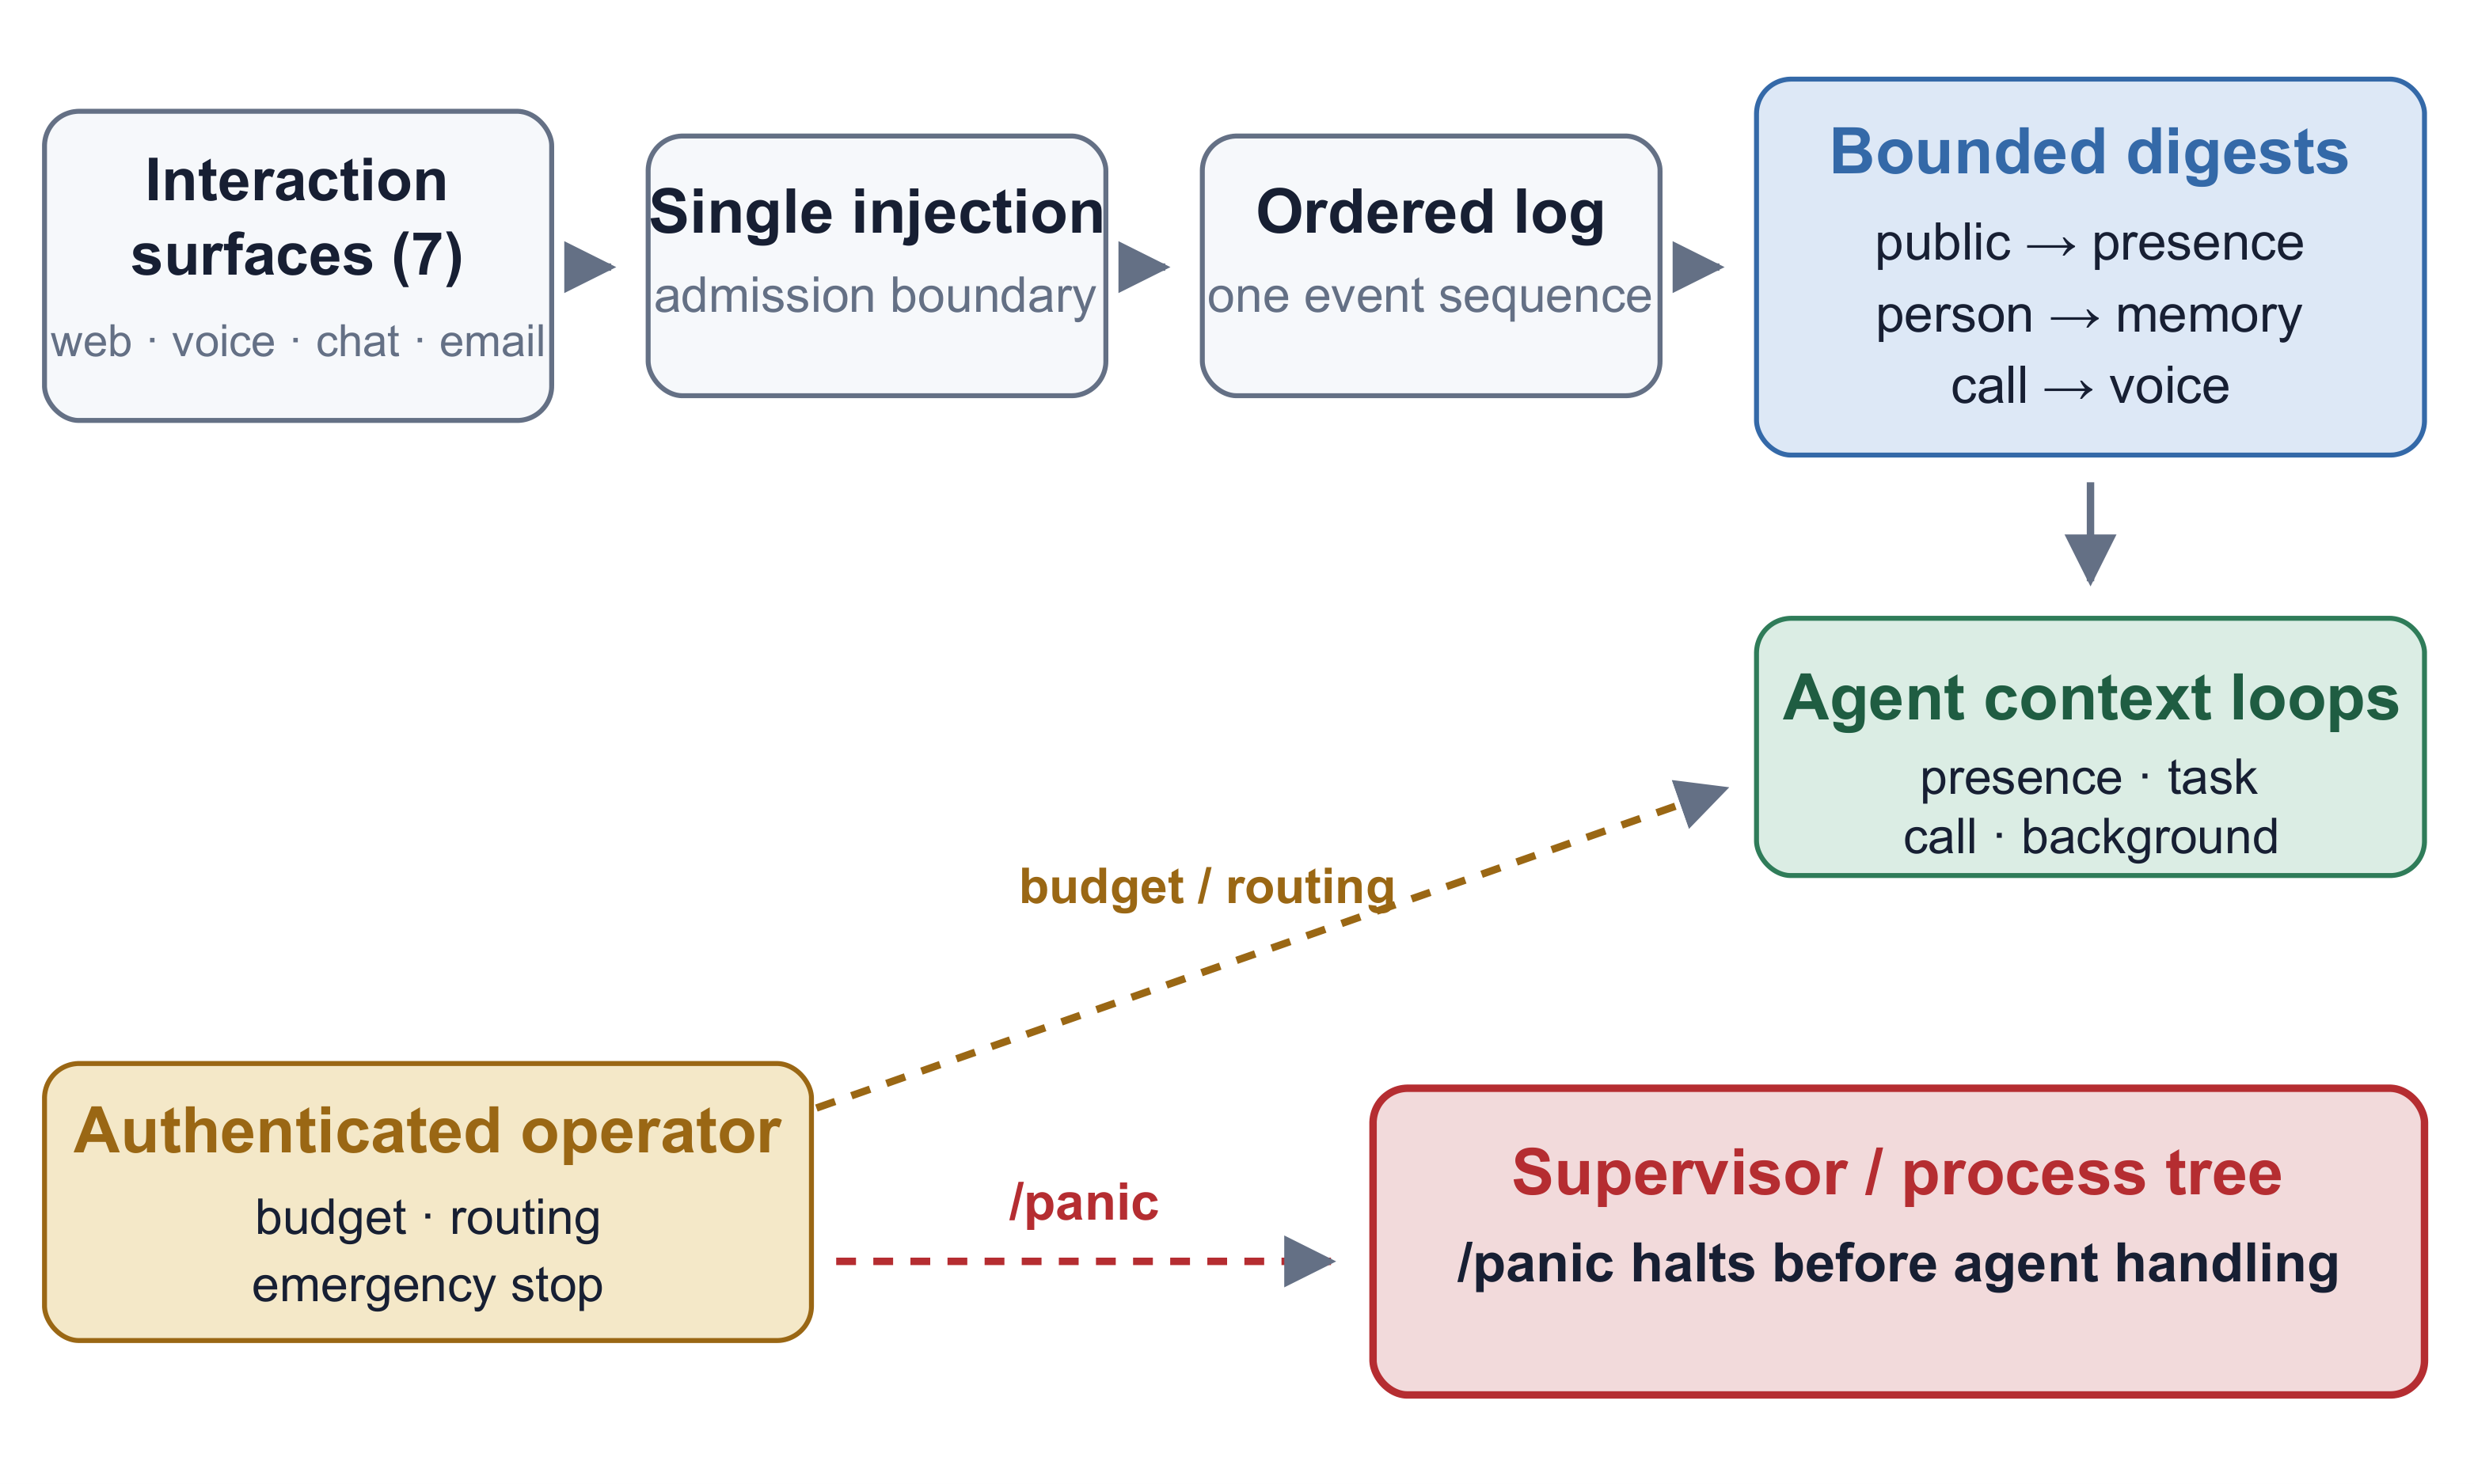 Interaction
surfaces (7)
web · voice · chat · email
Single injection
admission boundary
Ordered log
one event sequence
Bounded digests
public → presence
person → memory
call → voice
Agent context loops
presence · task
call · background
budget / routing
Authenticated operator
budget · routing
emergency stop
/panic
Supervisor / process tree
/panic halts before agent handling